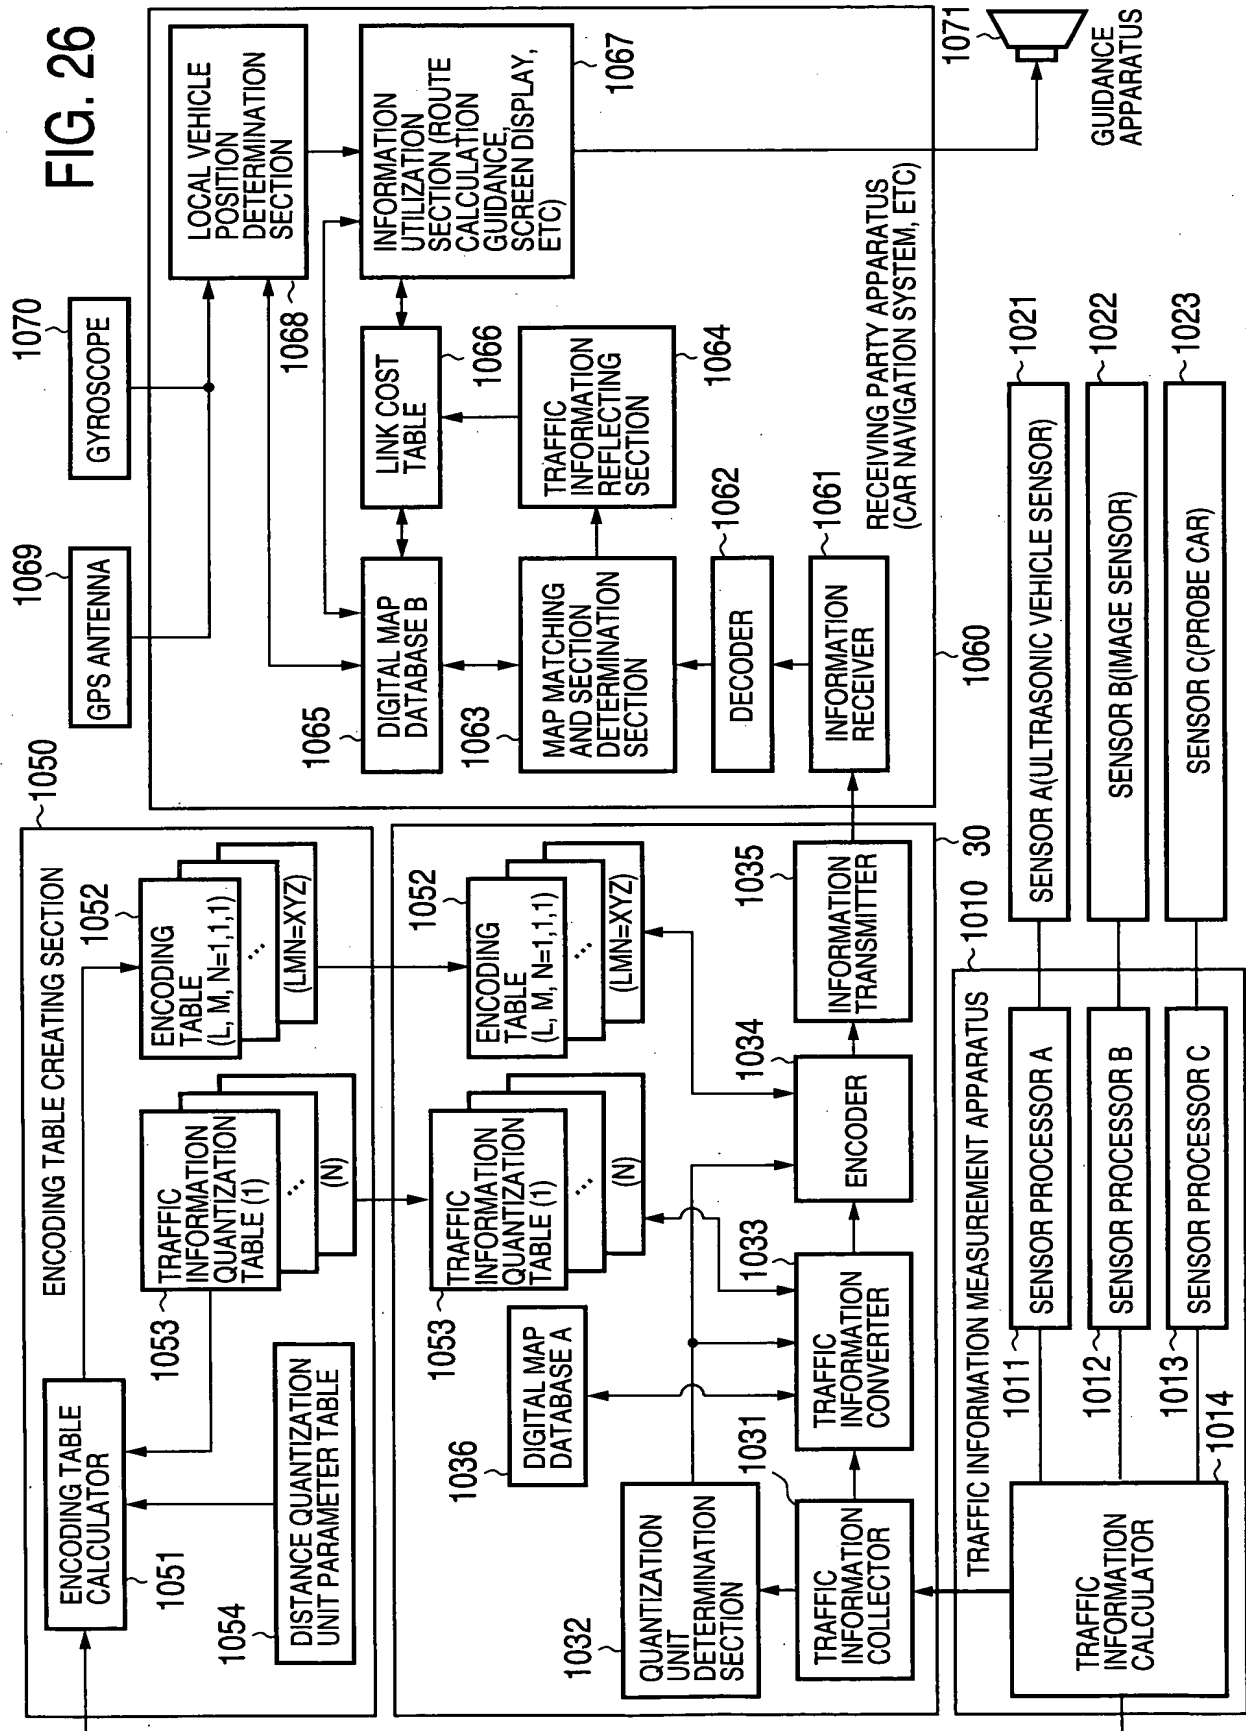 FIG. 26
1050
ENCODING TABLE CREATING SECTION
ENCODING TABLE
CALCULATOR
1051
1054
DISTANCE QUANTIZATION
UNIT PARAMETER TABLE
1053
TRAFFIC
INFORMATION
QUANTIZATION
TABLE (1)
...
(N)
1052
ENCODING
TABLE
(L, M, N=1,1,1)
...
(LMN=XYZ)
30
1036
DIGITAL MAP
DATABASE A
1053
TRAFFIC
INFORMATION
QUANTIZATION
TABLE (1)
...
(N)
1052
ENCODING
TABLE
(L, M, N=1,1,1)
...
(LMN=XYZ)
1032
QUANTIZATION
UNIT
DETERMINATION
SECTION
1031
TRAFFIC
INFORMATION
COLLECTOR
1033
TRAFFIC
INFORMATION
CONVERTER
1034
ENCODER
1035
INFORMATION
TRANSMITTER
1010
TRAFFIC INFORMATION MEASUREMENT APPARATUS
1014
TRAFFIC
INFORMATION
CALCULATOR
1011
SENSOR PROCESSOR A
1012
SENSOR PROCESSOR B
1013
SENSOR PROCESSOR C
SENSOR A(ULTRASONIC VEHICLE SENSOR)
1021
SENSOR B(IMAGE SENSOR)
1022
SENSOR C(PROBE CAR)
1023
1069
GPS ANTENNA
1070
GYROSCOPE
LOCAL VEHICLE
POSITION
DETERMINATION
SECTION
1068
1065
DIGITAL MAP
DATABASE B
LINK COST
TABLE
1066
INFORMATION
UTILIZATION
SECTION (ROUTE
CALCULATION
GUIDANCE,
SCREEN DISPLAY,
ETC)
1067
1063
MAP MATCHING
AND SECTION
DETERMINATION
SECTION
TRAFFIC
INFORMATION
REFLECTING
SECTION
1064
DECODER
1062
INFORMATION
RECEIVER
1061
RECEIVING PARTY APPARATUS
(CAR NAVIGATION SYSTEM, ETC)
1060
1071
GUIDANCE
APPARATUS